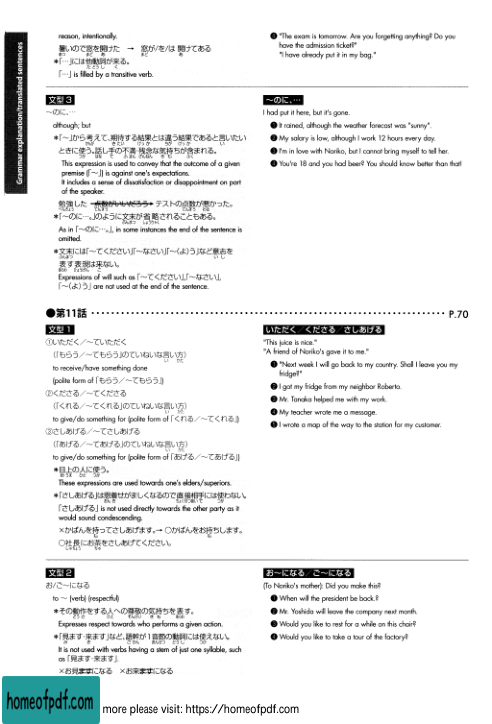 Grammar explanation/translated sentences
reason, intentionally.
暑いので窓を開けた → 窓が/を/は 開けてある
*「…」には他動詞が来る。
「…」 is filled by a transitive verb.
❹ "The exam is tomorrow. Are you forgetting anything? Do you
have the admission ticket?"
"I have already put it in my bag."
文型 3
〜のに、…
although; but
*「〜」から考えて、期待する結果とは違う結果であると言いたい
ときに使う。話し手の不満・残念な気持ちが含まれる。
This expression is used to convey that the outcome of a given
premise (「〜」) is against one's expectations.
It includes a sense of dissatisfaction or disappointment on part
of the speaker.
勉強した → 点数がいいだろう → テストの点数が悪かった。
*「〜のに…。」のように文末が省略されることもある。
As in 「〜のに…。」, in some instances the end of the sentence is
omitted.
*文末には「〜てください」「〜なさい」「〜(よ)う」など意志を
表す表現は来ない。
Expressions of will such as 「〜てください」「〜なさい」,
「〜(よ)う」 are not used at the end of the sentence.
〜のに、…
I had put it here, but it's gone.
❶ It rained, although the weather forecast was "sunny".
❷ My salary is low, although I work 12 hours every day.
❸ I'm in love with Noriko, but I cannot bring myself to tell her.
❹ You're 18 and you had beer? You should know better than that!
●第11話 P.70
文型 1
①いただく/〜ていただく
(「もらう/〜てもらう」のていねいな言い方)
to receive/have something done
(polite form of 「もらう/〜てもらう」)
②くださる/〜てくださる
(「くれる/〜てくれる」のていねいな言い方)
to give/do something for (polite form of 「くれる/〜てくれる」)
③さしあげる/〜てさしあげる
(「あげる/〜てあげる」のていねいな言い方)
to give/do something for (polite form of 「あげる/〜てあげる」)
*目上の人に使う。
These expressions are used towards one's elders/superiors.
*「さしあげる」は恩着せがましくなるので直接相手には使わない。
「さしあげる」 is not used directly towards the other party as it
would sound condescending.
×かばんを持ってさしあげます。→ ○かばんをお持ちします。
○社長にお茶をさしあげてください。
いただく/くださる/さしあげる
"This juice is nice."
"A friend of Noriko's gave it to me."
❶ "Next week I will go back to my country. Shall I leave you my
fridge?"
❷ I got my fridge from my neighbor Roberto.
❸ Mr. Tanaka helped me with my work.
❹ My teacher wrote me a message.
❺ I wrote a map of the way to the station for my customer.
文型 2
お/ご〜になる
to 〜 (verb) (respectful)
*その動作をする人への尊敬の気持ちを表す。
Expresses respect towards who performs a given action.
*「見ます・来ます」など、語幹が1音節の動詞には使えない。
It is not used with verbs having a stem of just one syllable, such
as 「見ます・来ます」.
×お見ますになる ×お来ますになる
お〜になる/ご〜になる
(To Noriko's mother): Did you make this?
❶ When will the president be back?
❷ Mr. Yoshida will leave the company next month.
❸ Would you like to rest for a while on this chair?
❹ Would you like to take a tour of the factory?
homeofpdf.com
more please visit: https://homeofpdf.com